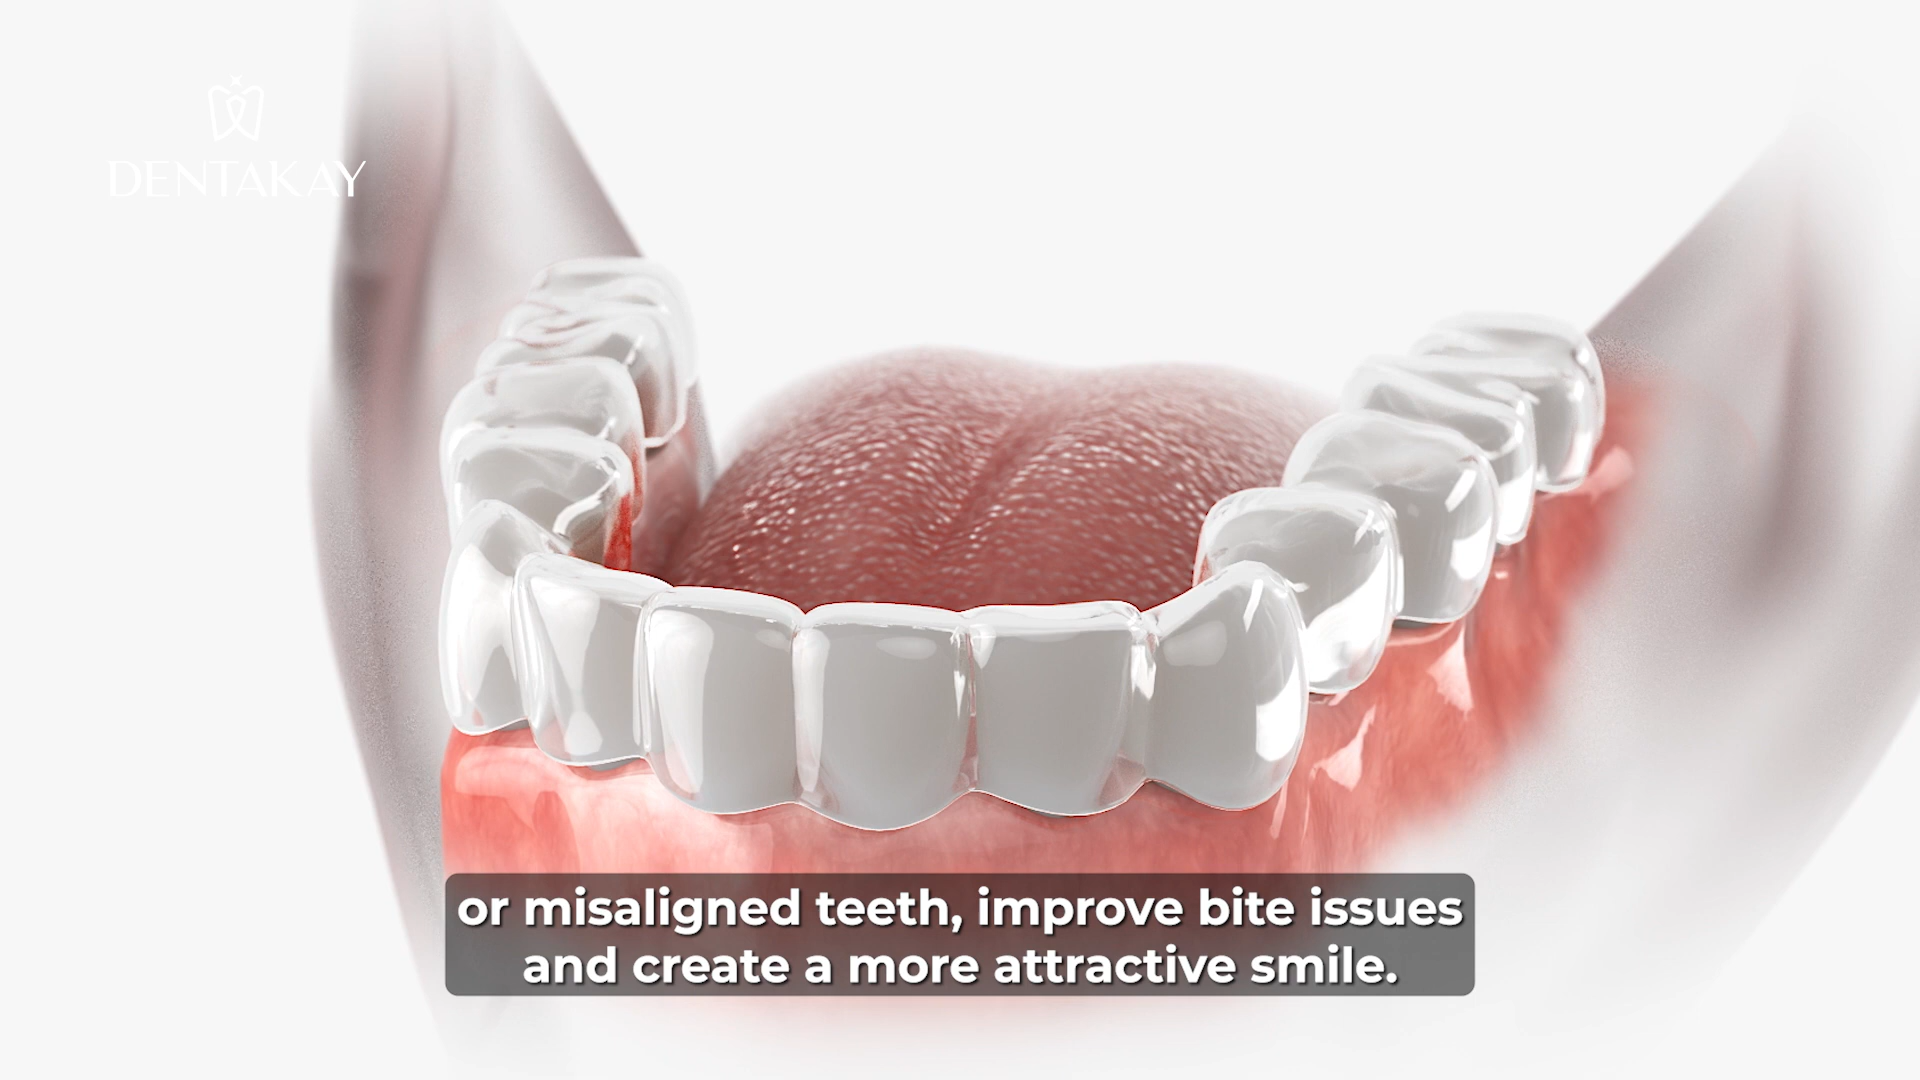 DENTAKAY
or misaligned teeth, improve bite issues
and create a more attractive smile.